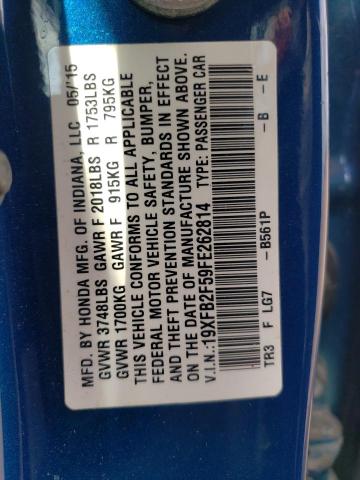 MFD. BY HONDA MFG. OF INDIANA, LLC 05/'15
GVWR 3748LBS GAWR F 2018LBS R 1753LBS
GVWR 1700KG GAWR F 915KG R 795KG
THIS VEHICLE CONFORMS TO ALL APPLICABLE
FEDERAL MOTOR VEHICLE SAFETY, BUMPER,
AND THEFT PREVENTION STANDARDS IN EFFECT
ON THE DATE OF MANUFACTURE SHOWN ABOVE.
V.I.N.:19XFB2F59FE262814 TYPE: PASSENGER CAR
TR3 F LG7 -B561P -B -E